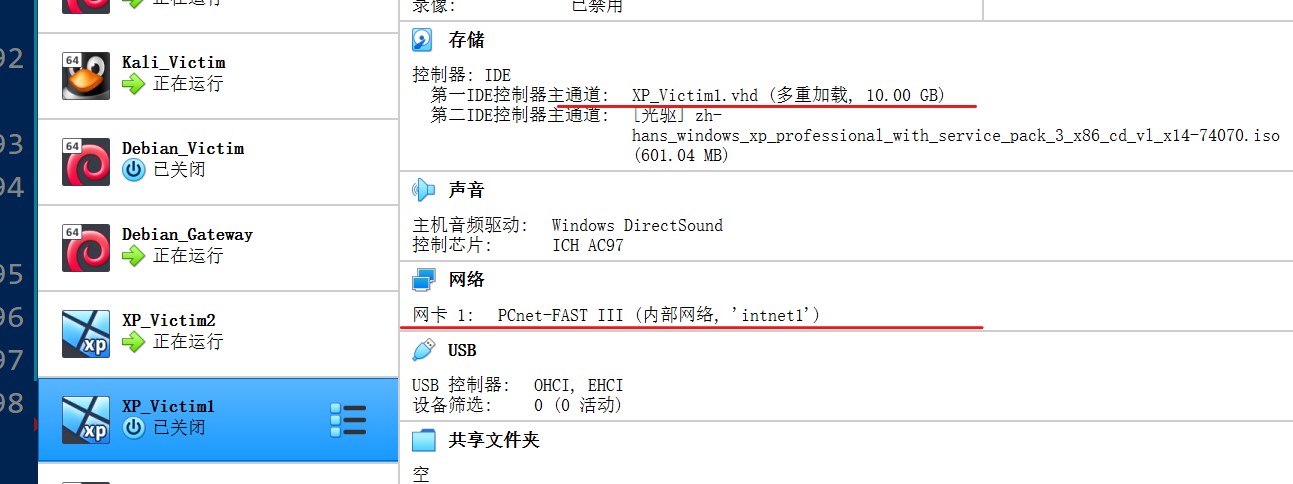 正在运行
92
64
Kali_Victim
正在运行
93
64
Debian_Victim
已关闭
94
64
Debian_Gateway
正在运行
95
96
XP_Victim2
正在运行
xp
97
98
XP_Victim1
已关闭
xp
录像: 已禁用
存储
控制器: IDE
第一IDE控制器主通道: XP_Victim1.vhd (多重加载, 10.00 GB)
第二IDE控制器主通道: [光驱] zh-
hans_windows_xp_professional_with_service_pack_3_x86_cd_vl_x14-74070.iso
(601.04 MB)
声音
主机音频驱动: Windows DirectSound
控制芯片: ICH AC97
网络
网卡 1: PCnet-FAST III (内部网络, 'intnet1')
USB
USB 控制器: OHCI, EHCI
设备筛选: 0 (0 活动)
共享文件夹
空